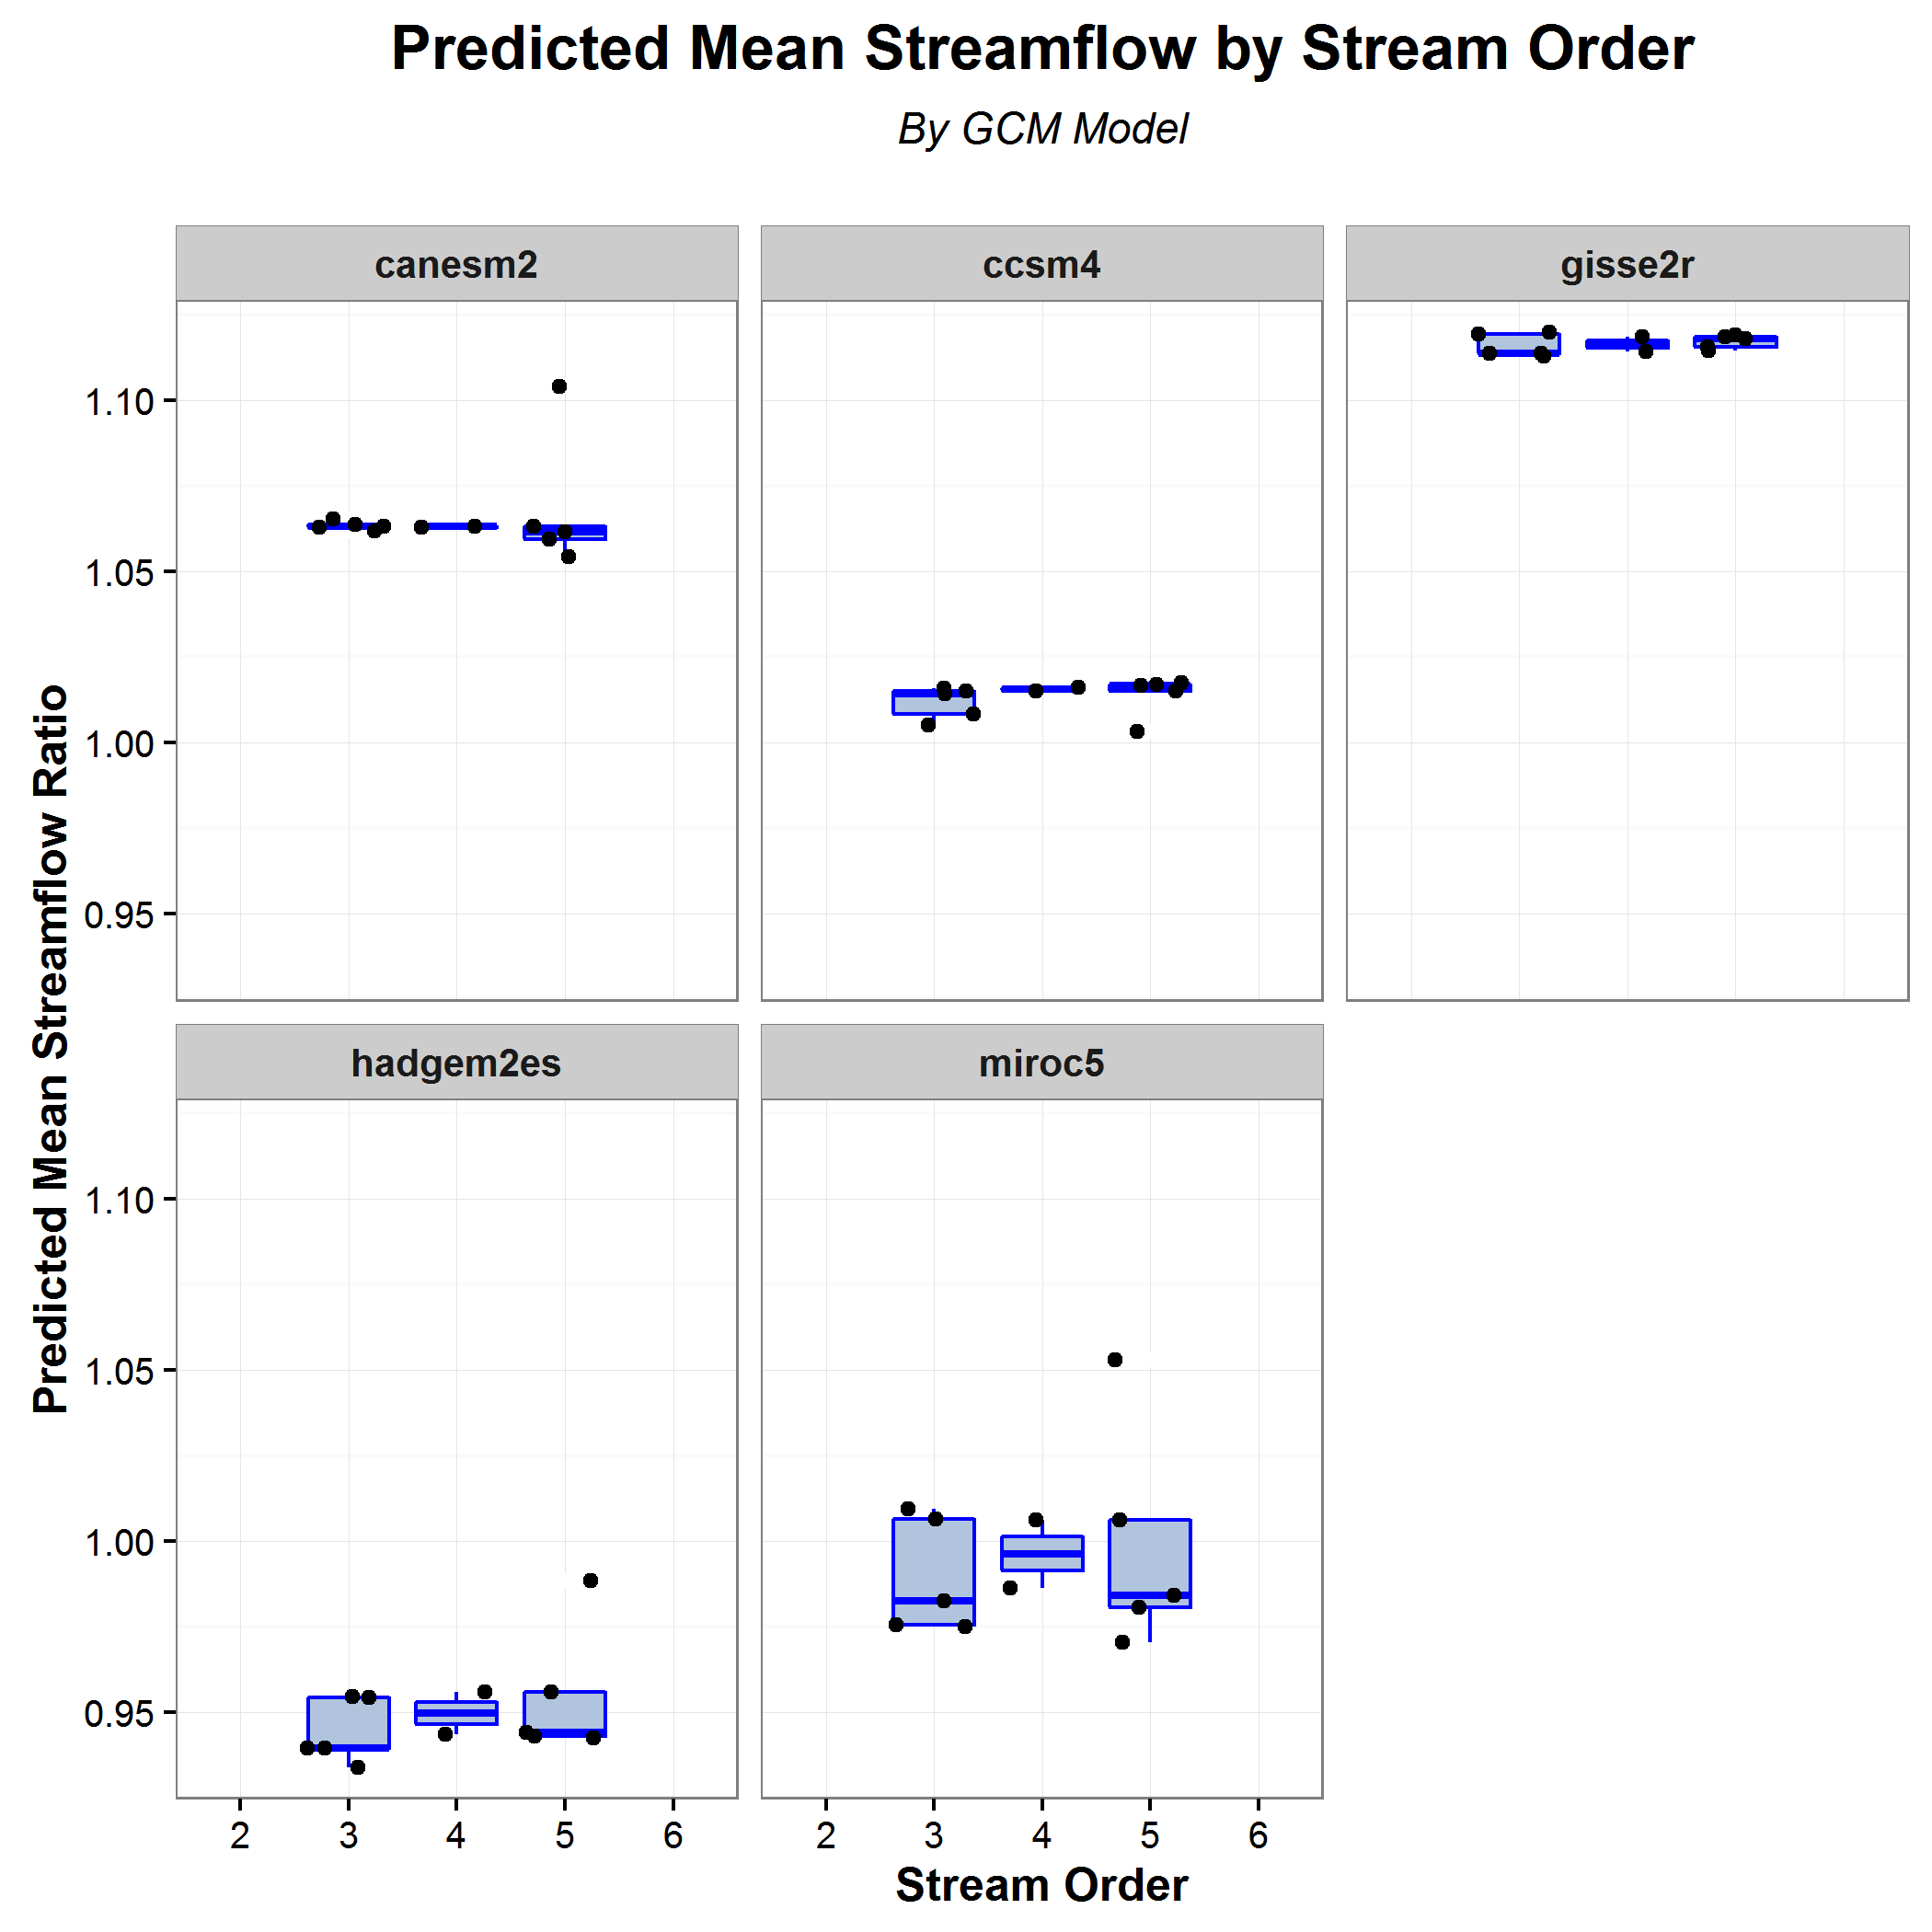 Predicted Mean Streamflow by Stream Order
By GCM Model
canesm2
ccsm4
gisse2r
1.10
1.05
1.00
0.95
Predicted Mean Streamflow Ratio
hadgem2es
miroc5
1.10
1.05
1.00
0.95
2 3 4 5 6
2 3 4 5 6
Stream Order